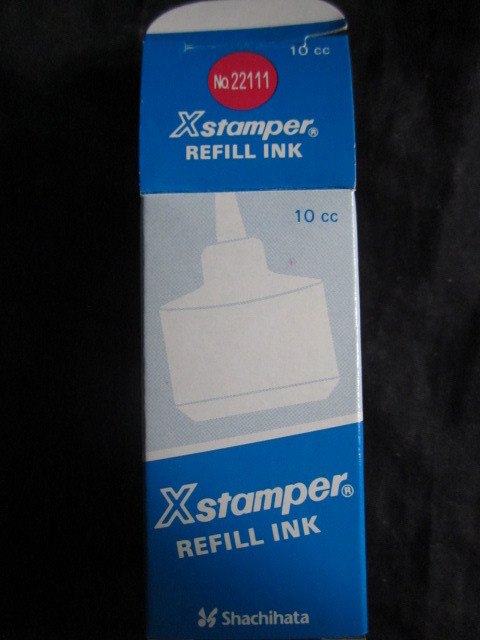 10 cc
No.22111
Xstamper®
REFILL INK
10 cc
Xstamper®
REFILL INK
Shachihata